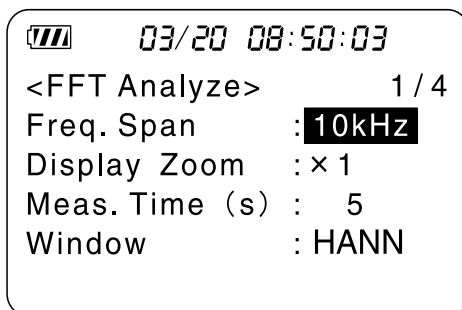 03/20 08:50:03
<FFT Analyze> 1/4
Freq. Span : 10kHz
Display Zoom : ×1
Meas. Time (s) : 5
Window : HANN